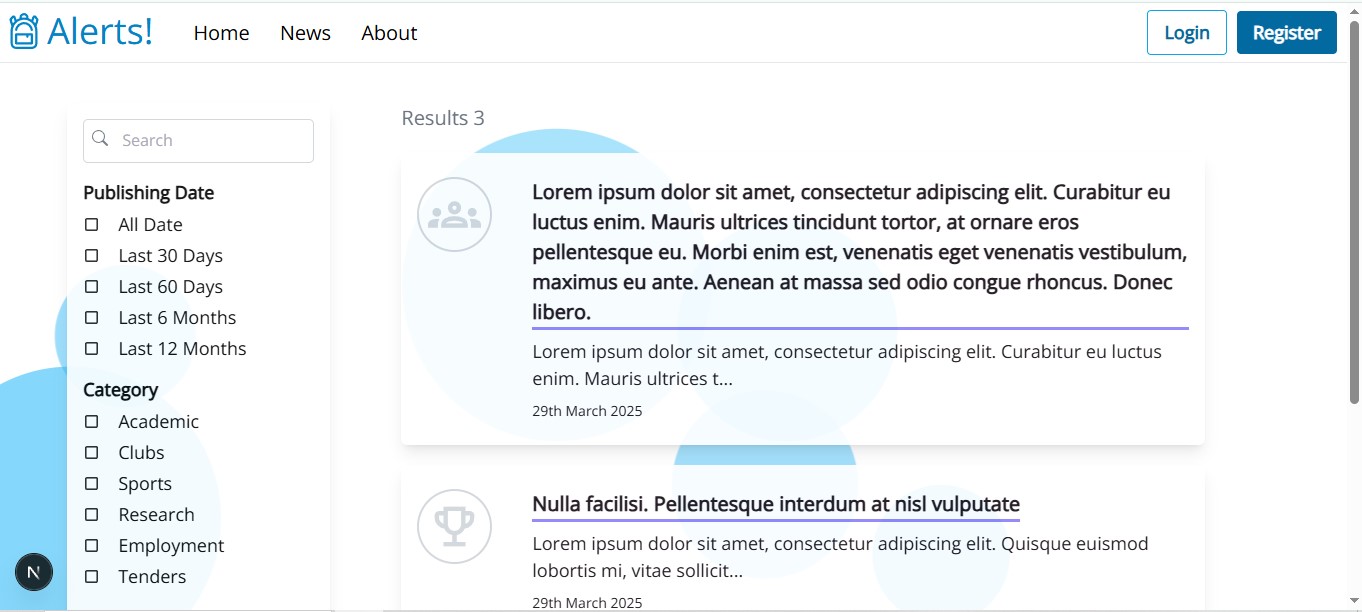 Alerts!
Home
News
About
Login
Register
Search
Publishing Date
All Date
Last 30 Days
Last 60 Days
Last 6 Months
Last 12 Months
Category
Academic
Clubs
Sports
Research
Employment
Tenders
N
Results 3
Lorem ipsum dolor sit amet, consectetur adipiscing elit. Curabitur eu
luctus enim. Mauris ultrices tincidunt tortor, at ornare eros
pellentesque eu. Morbi enim est, venenatis eget venenatis vestibulum,
maximus eu ante. Aenean at massa sed odio congue rhoncus. Donec
libero.
Lorem ipsum dolor sit amet, consectetur adipiscing elit. Curabitur eu luctus
enim. Mauris ultrices t...
29th March 2025
Nulla facilisi. Pellentesque interdum at nisl vulputate
Lorem ipsum dolor sit amet, consectetur adipiscing elit. Quisque euismod
lobortis mi, vitae sollicit...
29th March 2025